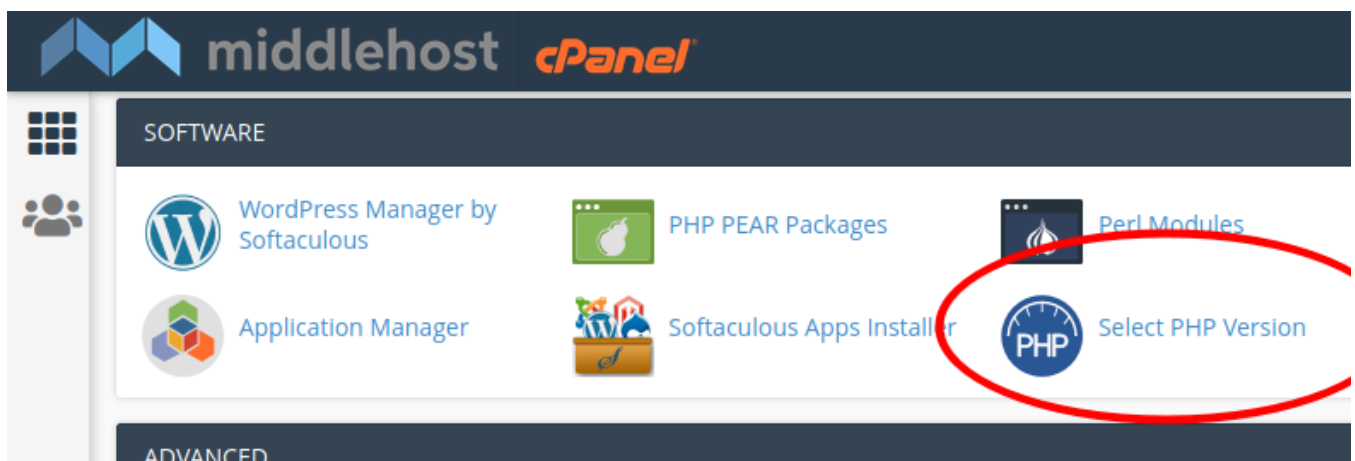 middlehost cPanel
SOFTWARE
WordPress Manager by
Softaculous
PHP PEAR Packages
Perl Modules
Application Manager
Softaculous Apps Installer
PHP
Select PHP Version
ADVANCED